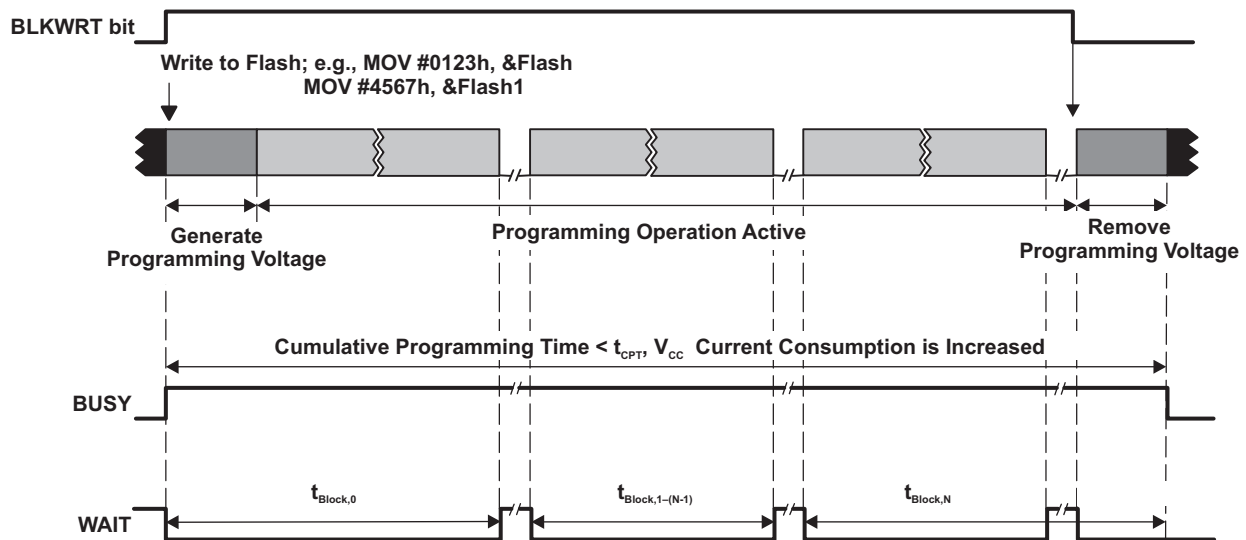 BLKWRT bit
Write to Flash; e.g., MOV #0123h, &Flash
MOV #4567h, &Flash1
Generate
Programming Voltage
Programming Operation Active
Remove
Programming Voltage
Cumulative Programming Time < tCPT, VCC Current Consumption is Increased
BUSY
tBlock,0
tBlock,1–(N-1)
tBlock,N
WAIT